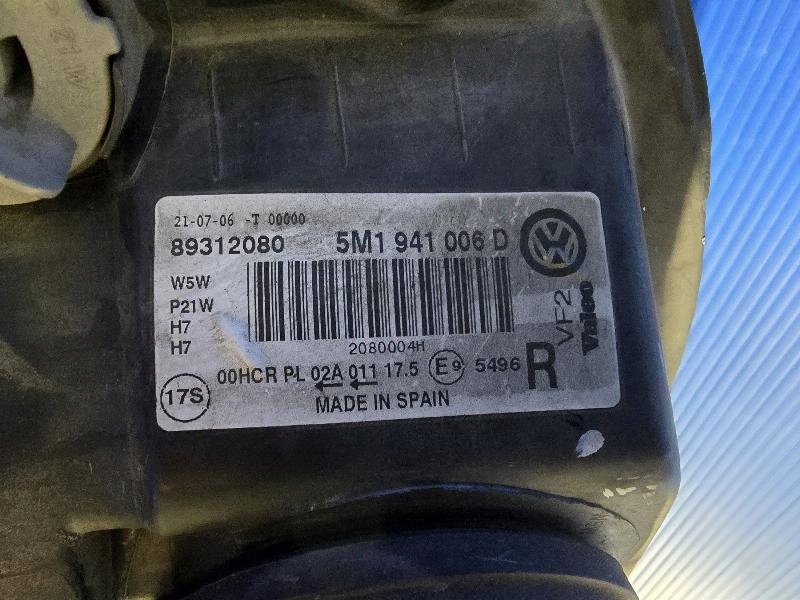 21-07-06 -T 00000
89312080 5M1 941 006 D
W5W
P21W
H7
H7
2080004H
00HCR PL 02A 011 17.5 E9 5496 R
17S
MADE IN SPAIN
VF2
Valeo